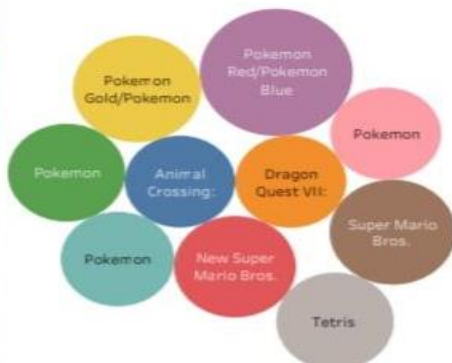 Pokemon
Red/Pokemon
Blue
Pokemon
Gold/Pokemon
Pokemon
Pokemon
Animal
Crossing:
Dragon
Quest VII:
Super Mario
Bros.
Pokemon
New Super
Mario Bros.
Tetris